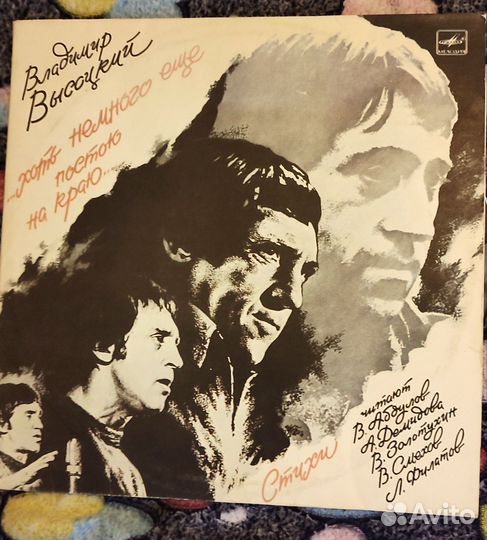 Владимир
Высоцкий
мелодия
...хоть немного еще
постою
на краю...
Стихи
читают
В. Абдулов
А. Демидова
В. Золотухин
В. Смехов
Л. Филатов
Avito